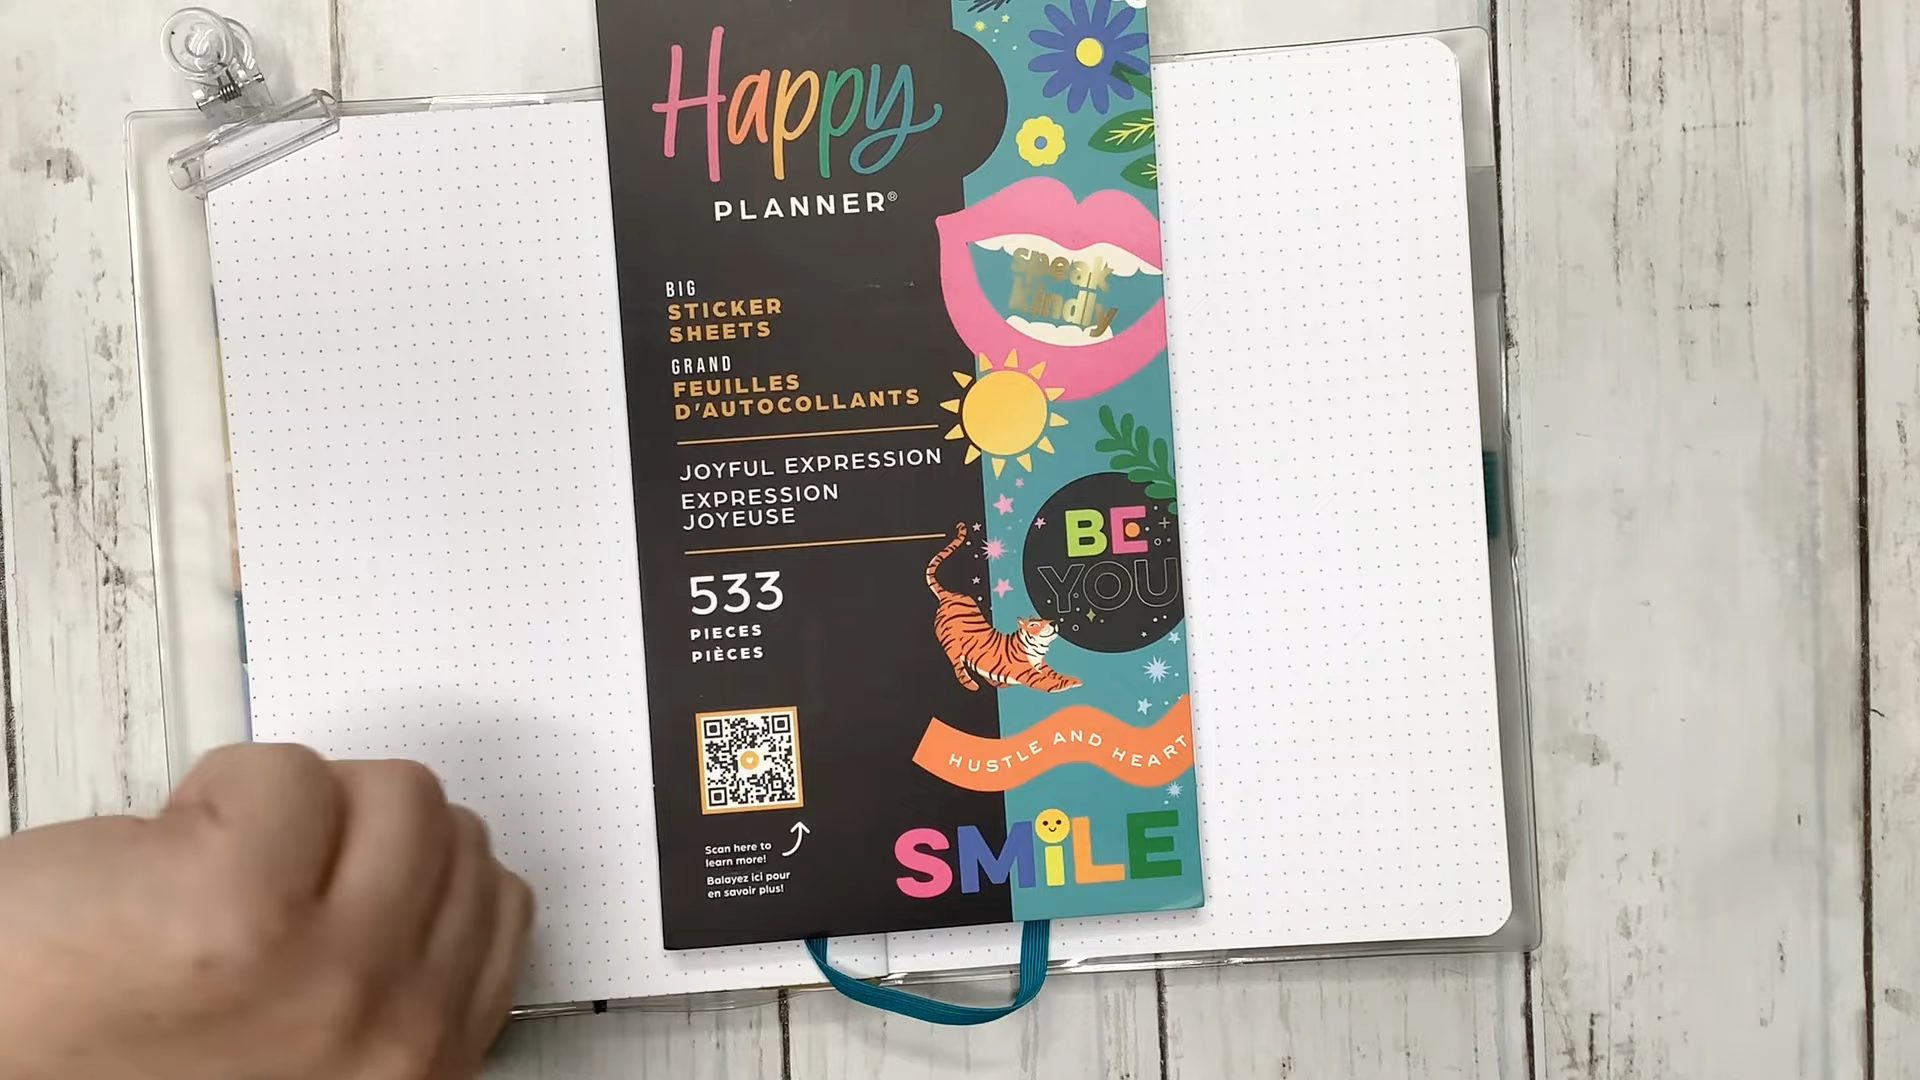 Happy
PLANNER®
BIG
STICKER
SHEETS
GRAND
FEUILLES
D'AUTOCOLLANTS
JOYFUL EXPRESSION
EXPRESSION
JOYEUSE
533
PIECES
PIÈCES
Scan here to
learn more!
Balayez ici pour
en savoir plus!
speak
kindly
BE
YOU
HUSTLE AND HEART
SMiLE